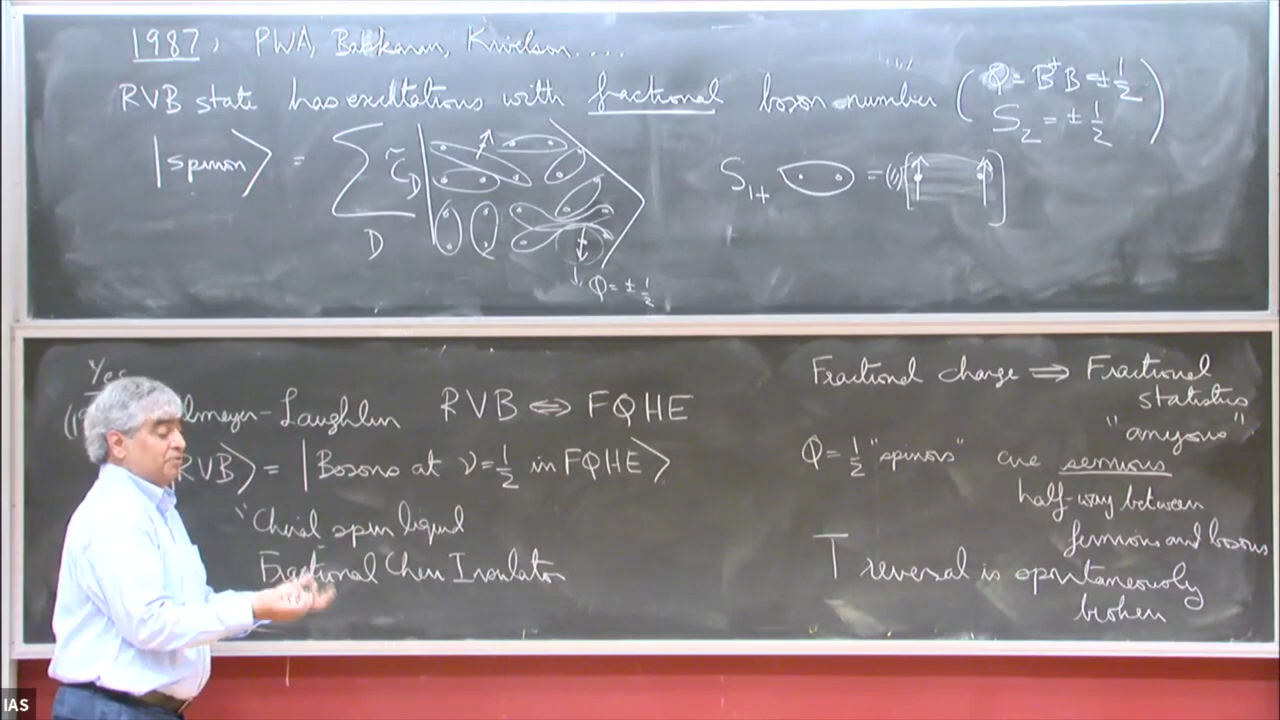 1987, PWA, Baskaran, Kivelson....
RVB state has excitations with fractional boson number (Q = B⁺B = ± 1/2
S_z = ± 1/2)
|spinon⟩ = Σ_D C̃_D |
S_1+ = [ ]
Q = ± 1/2
Yes
lmeyer-Laughlin RVB ⇔ FQHE
RVB⟩ = |Bosons at ν = 1/2 in FQHE⟩
"Chiral spin liquid
Fractional Chern Insulator
Fractional charge ⟹ Fractional
statistics
"anyons"
Q = 1/2 "spinons" are semions
half-way between
fermions and bosons
T reversal is spontaneously
broken
IAS